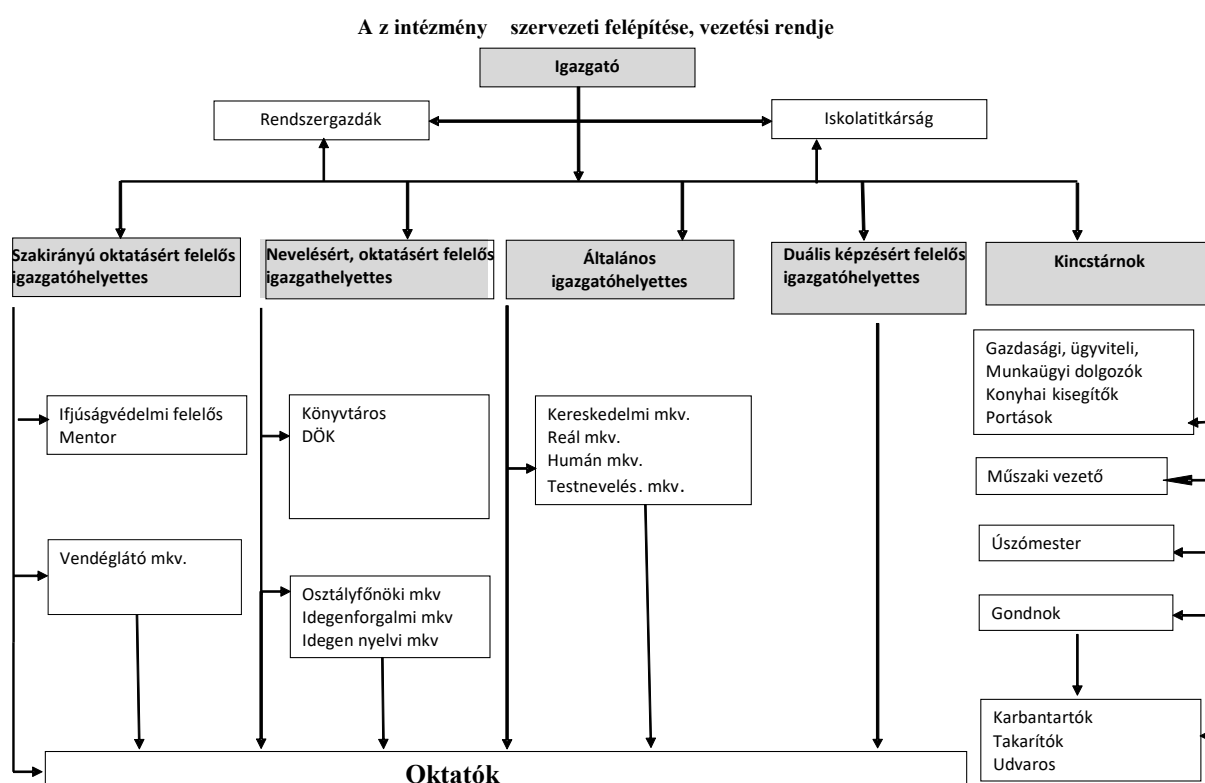 A z intézmény szervezeti felépítése, vezetési rendje
Igazgató
Rendszergazdák
Iskolatitkárság
Szakirányú oktatásért felelős
igazgatóhelyettes
Nevelésért, oktatásért felelős
igazgathelyettes
Általános
igazgatóhelyettes
Duális képzésért felelős
igazgatóhelyettes
Kincstárnok
Gazdasági, ügyviteli,
Munkaügyi dolgozók
Konyhai kisegítők
Portások
Ifjúságvédelmi felelős
Mentor
Könyvtáros
DÖK
Kereskedelmi mkv.
Reál mkv.
Humán mkv.
Testnevelés. mkv.
Műszaki vezető
Vendéglátó mkv.
Úszómester
Osztályfőnöki mkv
Idegenforgalmi mkv
Idegen nyelvi mkv
Gondnok
Karbantartók
Takarítók
Udvaros
Oktatók